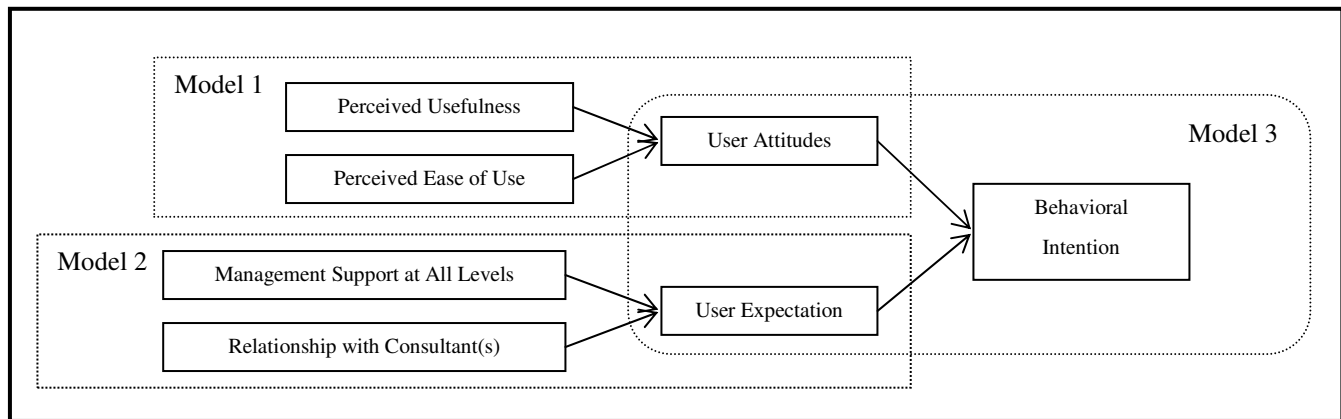 Model 1
Perceived Usefulness
Perceived Ease of Use
User Attitudes
Model 3
Behavioral
Intention
Model 2
Management Support at All Levels
Relationship with Consultant(s)
User Expectation